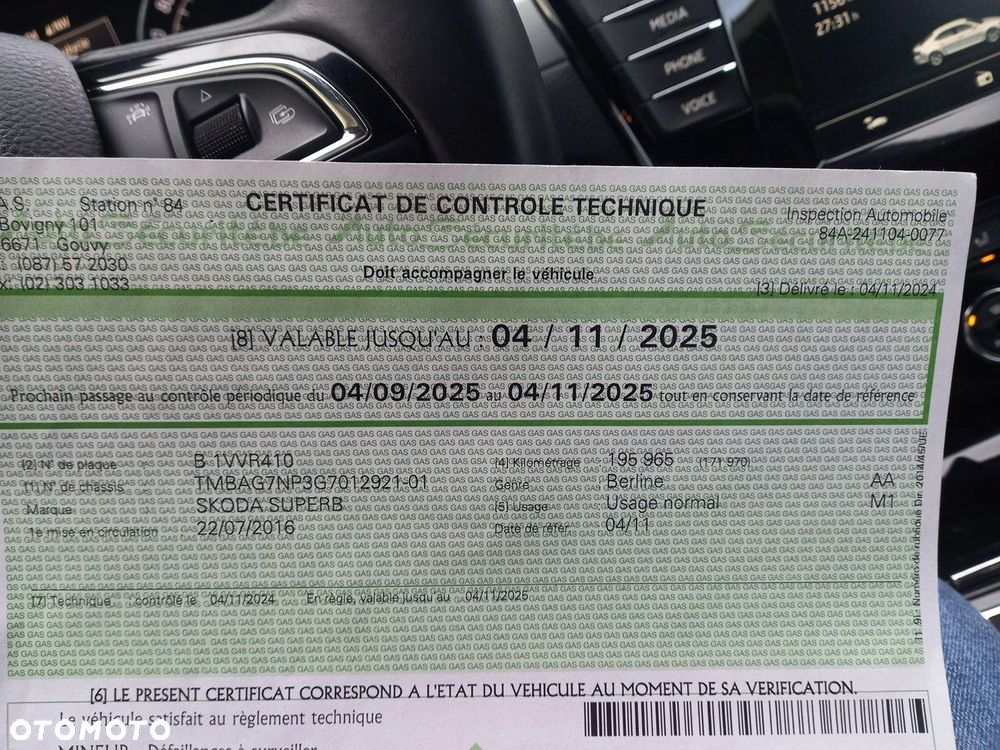 MEDIA
PHONE
VOICE
27:31 h
A.S. Station n° 84
Bovigny 101
6671 Gouvy
(087) 57 2030
(02) 303 1033
CERTIFICAT DE CONTROLE TECHNIQUE
Inspection Automobile
84A-241104-0077
Doit accompagner le véhicule
[3] Délivré le : 04/11/2024
[8] VALABLE JUSQU'AU : 04 / 11 / 2025
Prochain passage au contrôle périodique du 04/09/2025 au 04/11/2025 tout en conservant la date de référence
[2] N° de plaque B 1VVR410
[4] Kilométrage 195 965 (171 970)
[1] N° de chassis TMBAG7NP3G7012921-01
Genre Berline AA
Marque : SKODA SUPERB
[5] Usage Usage normal M1
1e mise en circulation 22/07/2016
Date de réfèr. 04/11
[7] Technique contrôlé le 04/11/2024 En règle, valable jusqu'au 04/11/2025
[6] LE PRESENT CERTIFICAT CORRESPOND A L'ETAT DU VEHICULE AU MOMENT DE SA VERIFICATION.
Le véhicule satisfait au règlement technique
MINEUR - Défaillances à surveiller
OTOMOTO